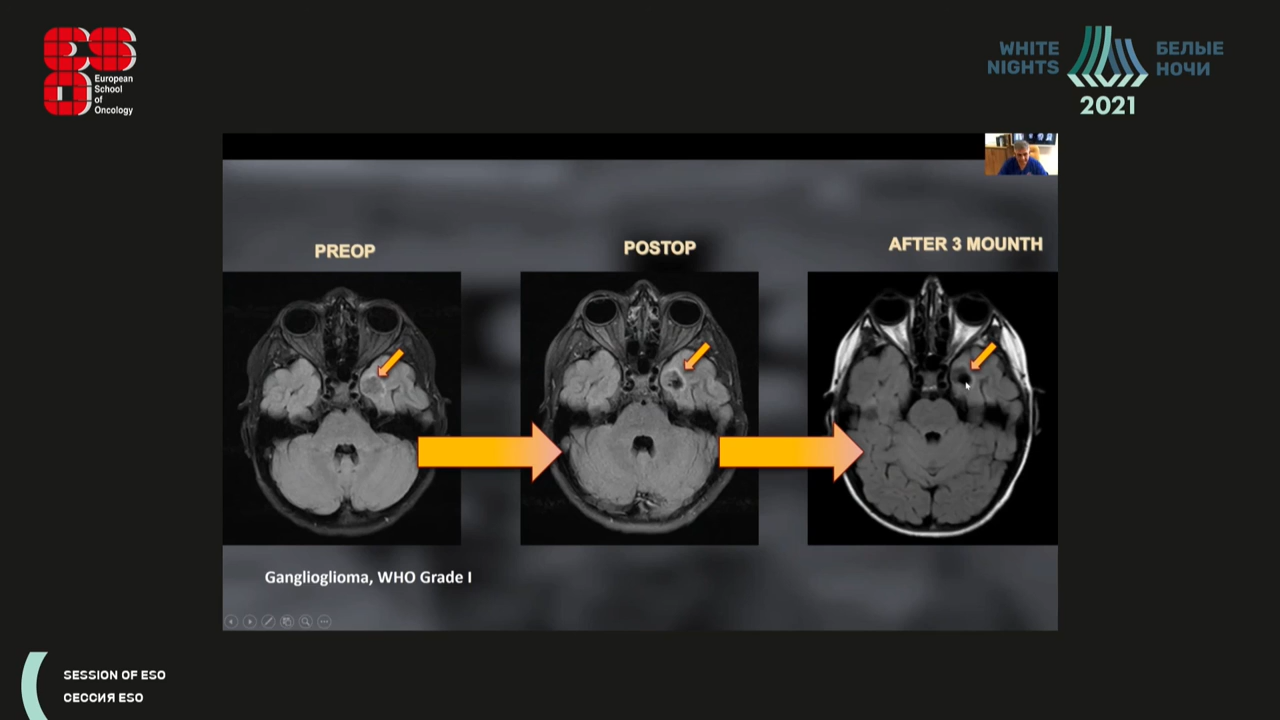 European
School
of
Oncology
WHITE
NIGHTS
БЕЛЫЕ
НОЧИ
2021
PREOP
POSTOP
AFTER 3 MOUNTH
Ganglioglioma, WHO Grade I
SESSION OF ESO
СЕССИЯ ESO